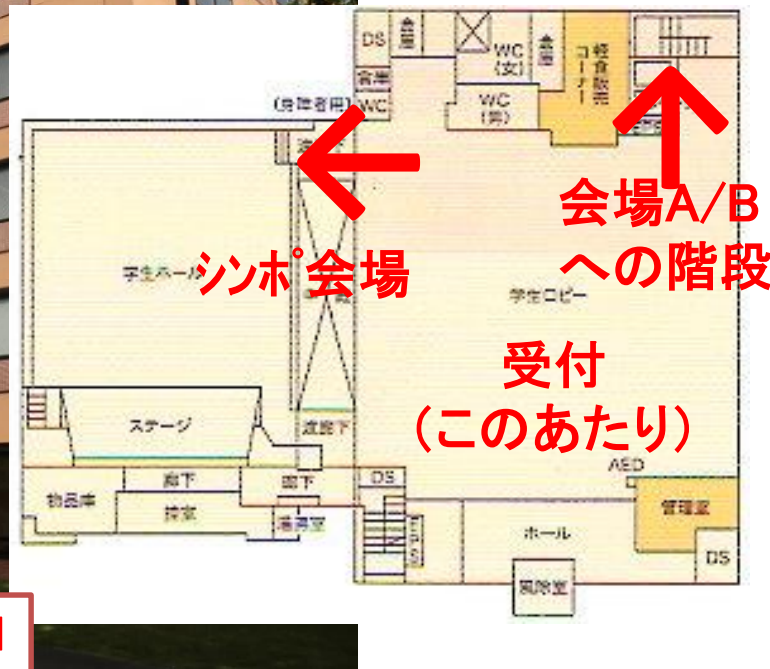 DS
倉庫
倉庫
WC
(女)
倉庫
軽食販売
コーナー
WC
(男)
(身障者用)
WC
会場A/B
への階段
シンポ会場
学生ホール
学生ロビー
受付
(このあたり)
ステージ
渡廊下
AED
物品庫
廊下
控室
廊下
DS
湯沸室
ホール
管理室
DS
風除室